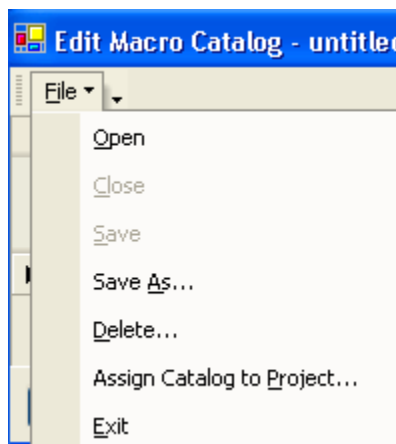 Edit Macro Catalog - untitled
File
Open
Close
Save
Save As...
Delete...
Assign Catalog to Project...
Exit